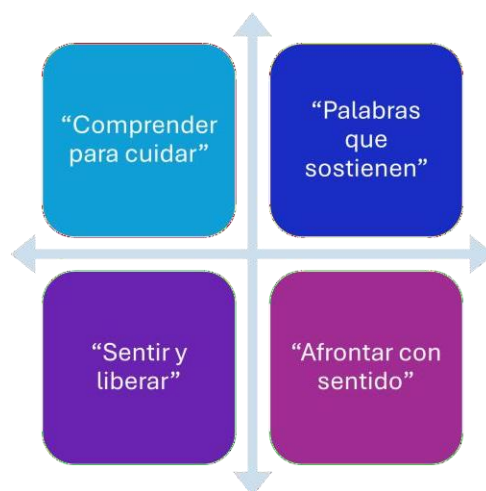 “Comprender
para cuidar”
“Palabras
que
sostienen”
“Sentir y
liberar”
“Afrontar con
sentido”